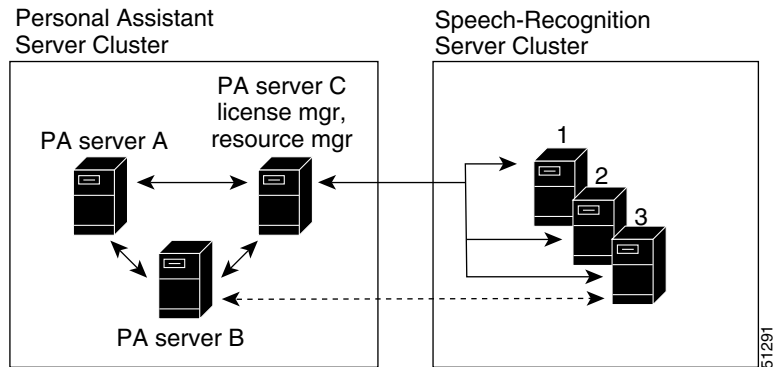 Personal Assistant
Server Cluster
Speech-Recognition
Server Cluster
PA server C
license mgr,
resource mgr
PA server A
PA server B
1
2
3
51291